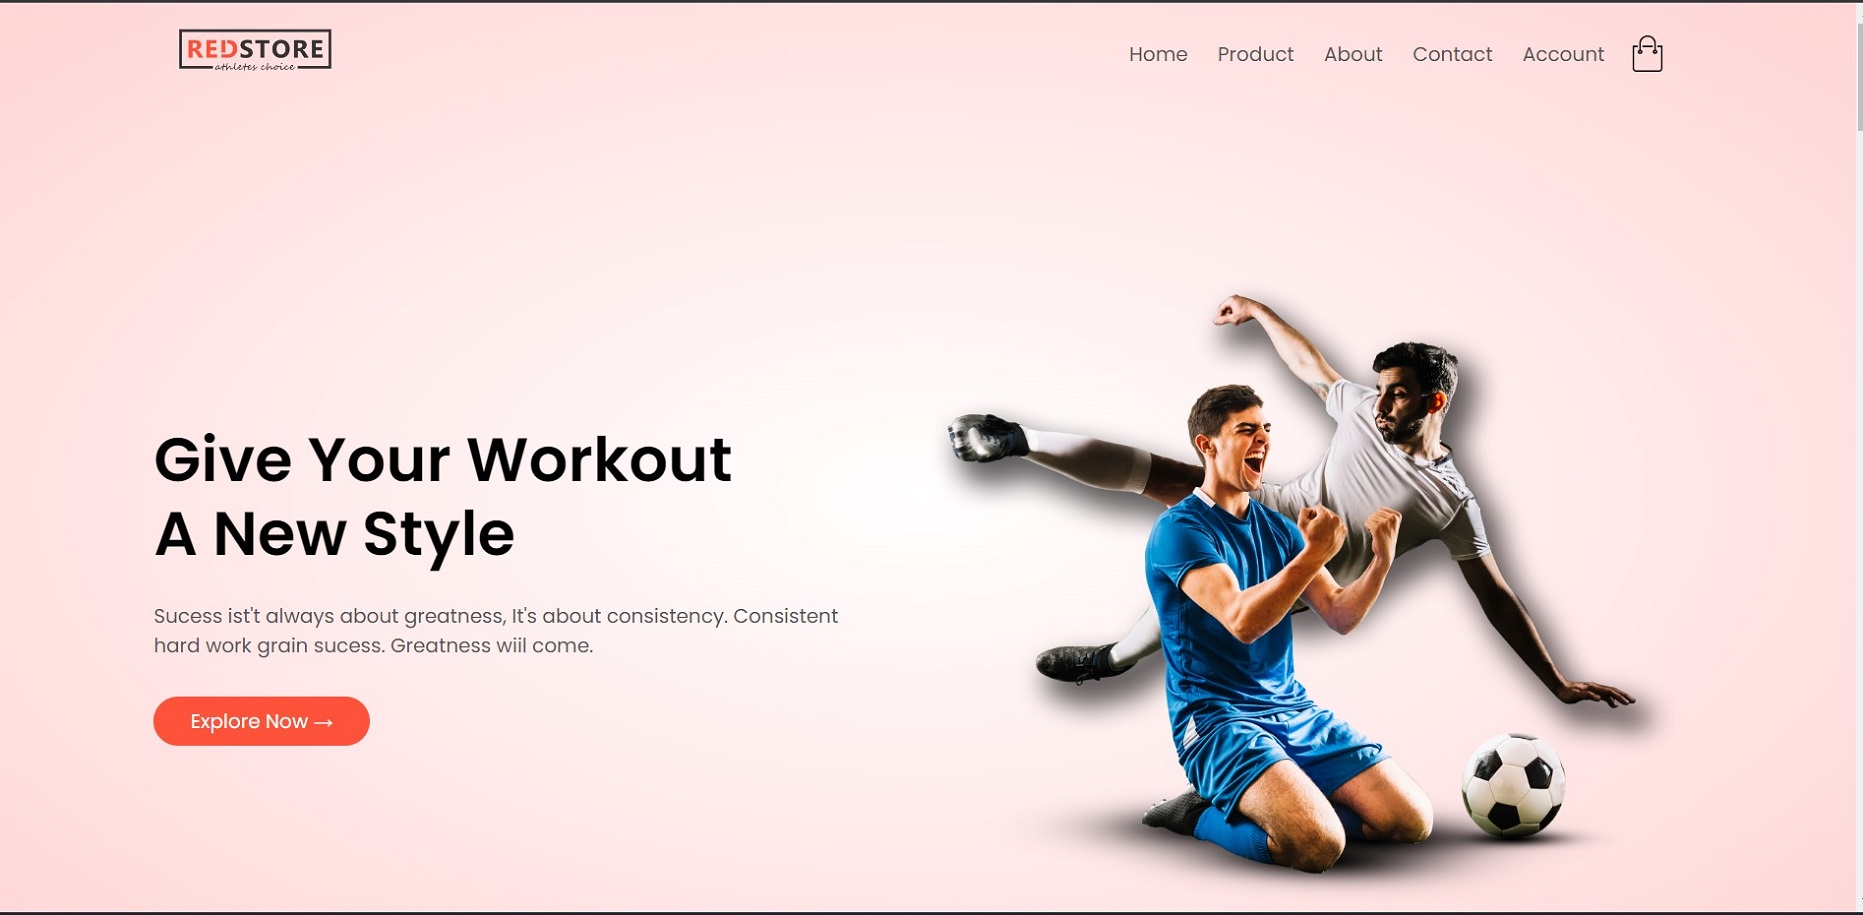 REDSTORE
athletes choice
Home Product About Contact Account
Give Your Workout
A New Style
Sucess ist't always about greatness, It's about consistency. Consistent
hard work grain sucess. Greatness wiil come.
Explore Now →